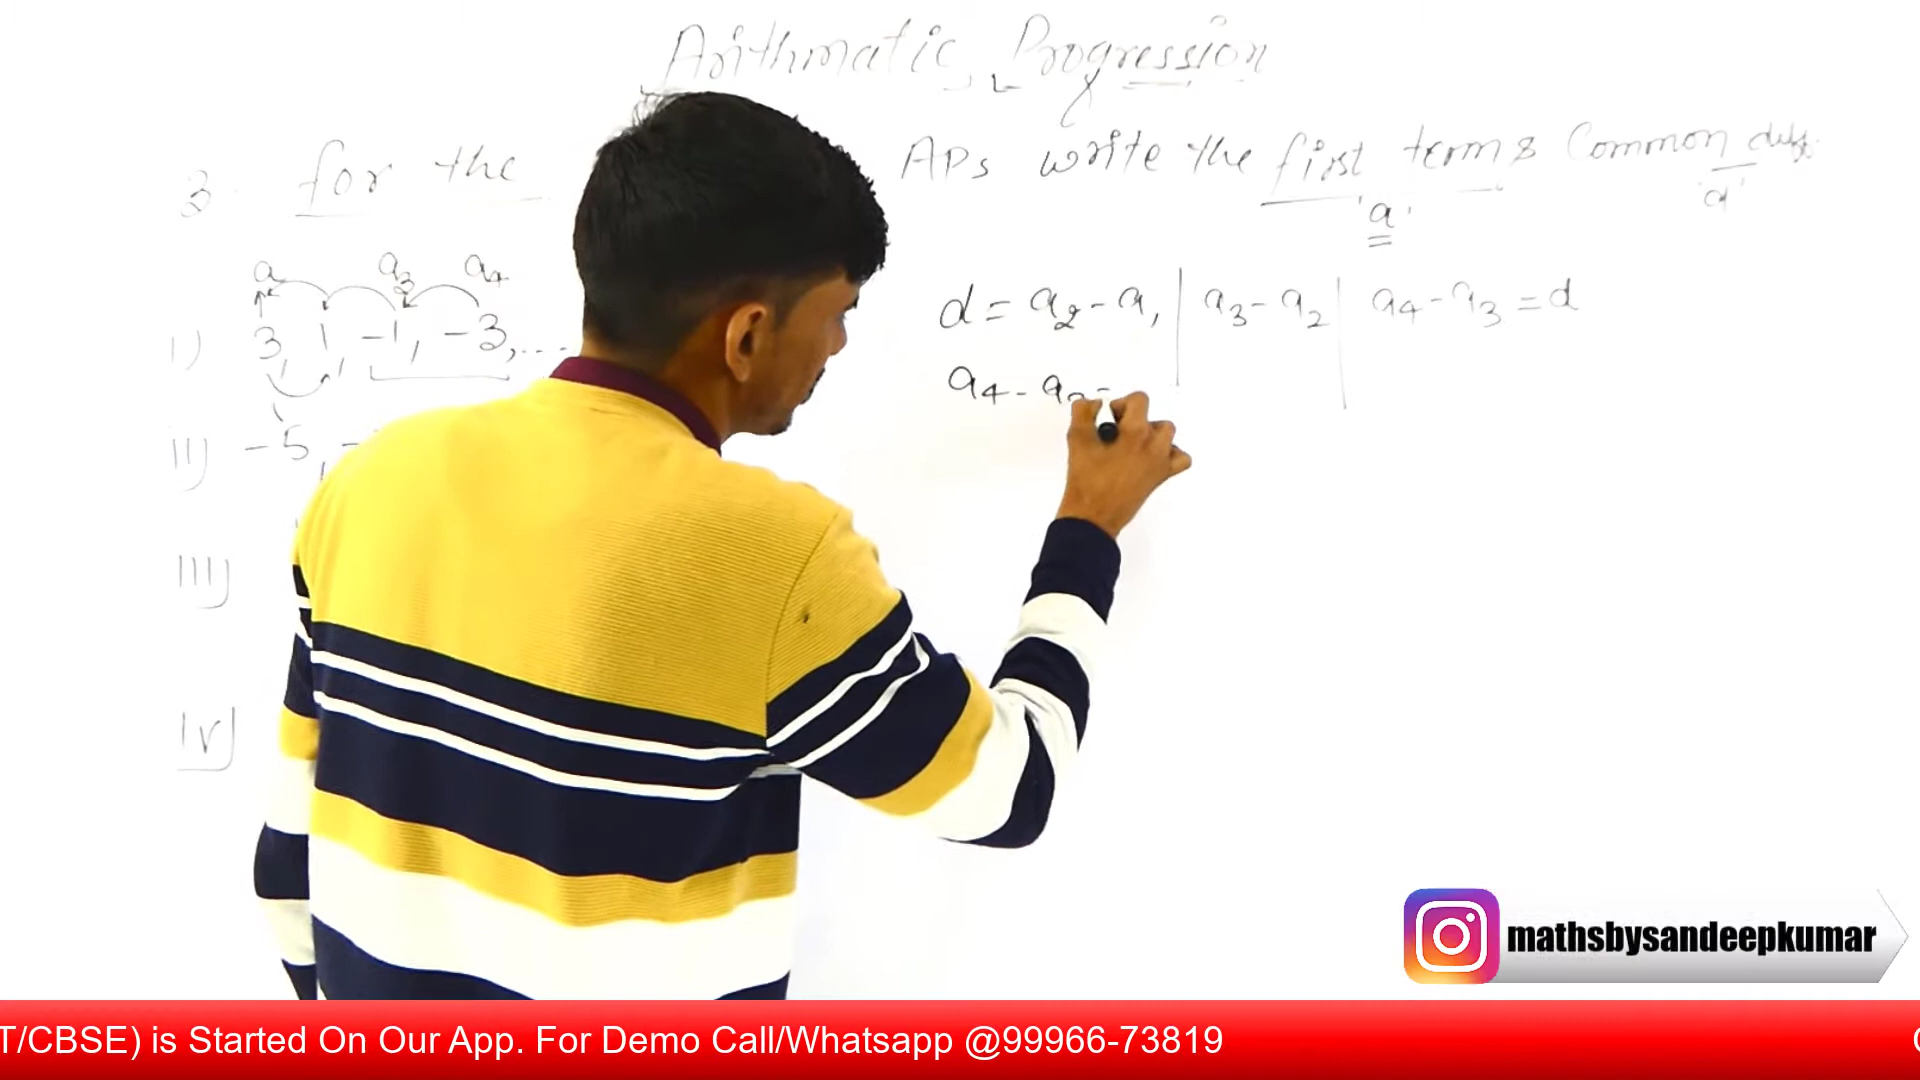 Arithmatic Progression
3. for the APs write the first terms Common diff.
'a' 'd'
a a3 a4
i) 3, 1, -1, -3, ....
d = a2 - a1 | a3 - a2 | a4 - a3 = d
a4 - a3 =
ii) -5,
iii)
iv)
mathsbysandeepkumar
T/CBSE) is Started On Our App. For Demo Call/Whatsapp @99966-73819